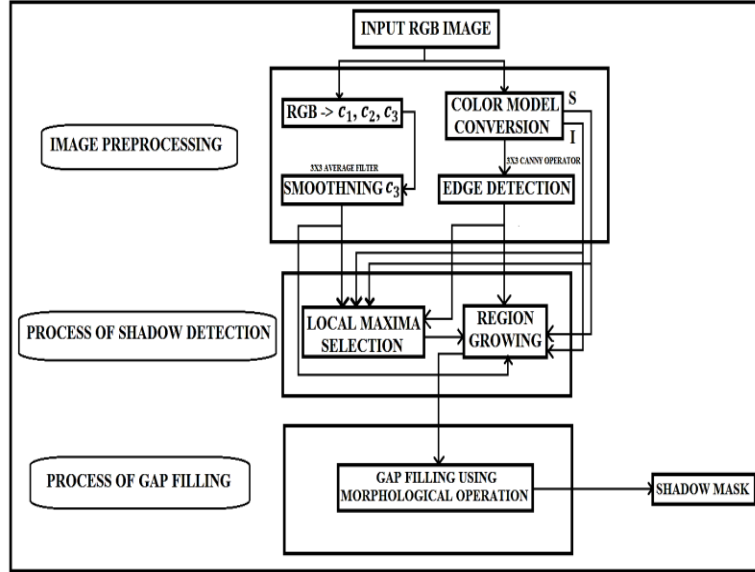 INPUT RGB IMAGE
RGB -> c₁, c₂, c₃
COLOR MODEL
CONVERSION
S
I
IMAGE PREPROCESSING
3X3 AVERAGE FILTER
3X3 CANNY OPERATOR
SMOOTHNING c₃
EDGE DETECTION
PROCESS OF SHADOW DETECTION
LOCAL MAXIMA
SELECTION
REGION
GROWING
PROCESS OF GAP FILLING
GAP FILLING USING
MORPHOLOGICAL OPERATION
SHADOW MASK